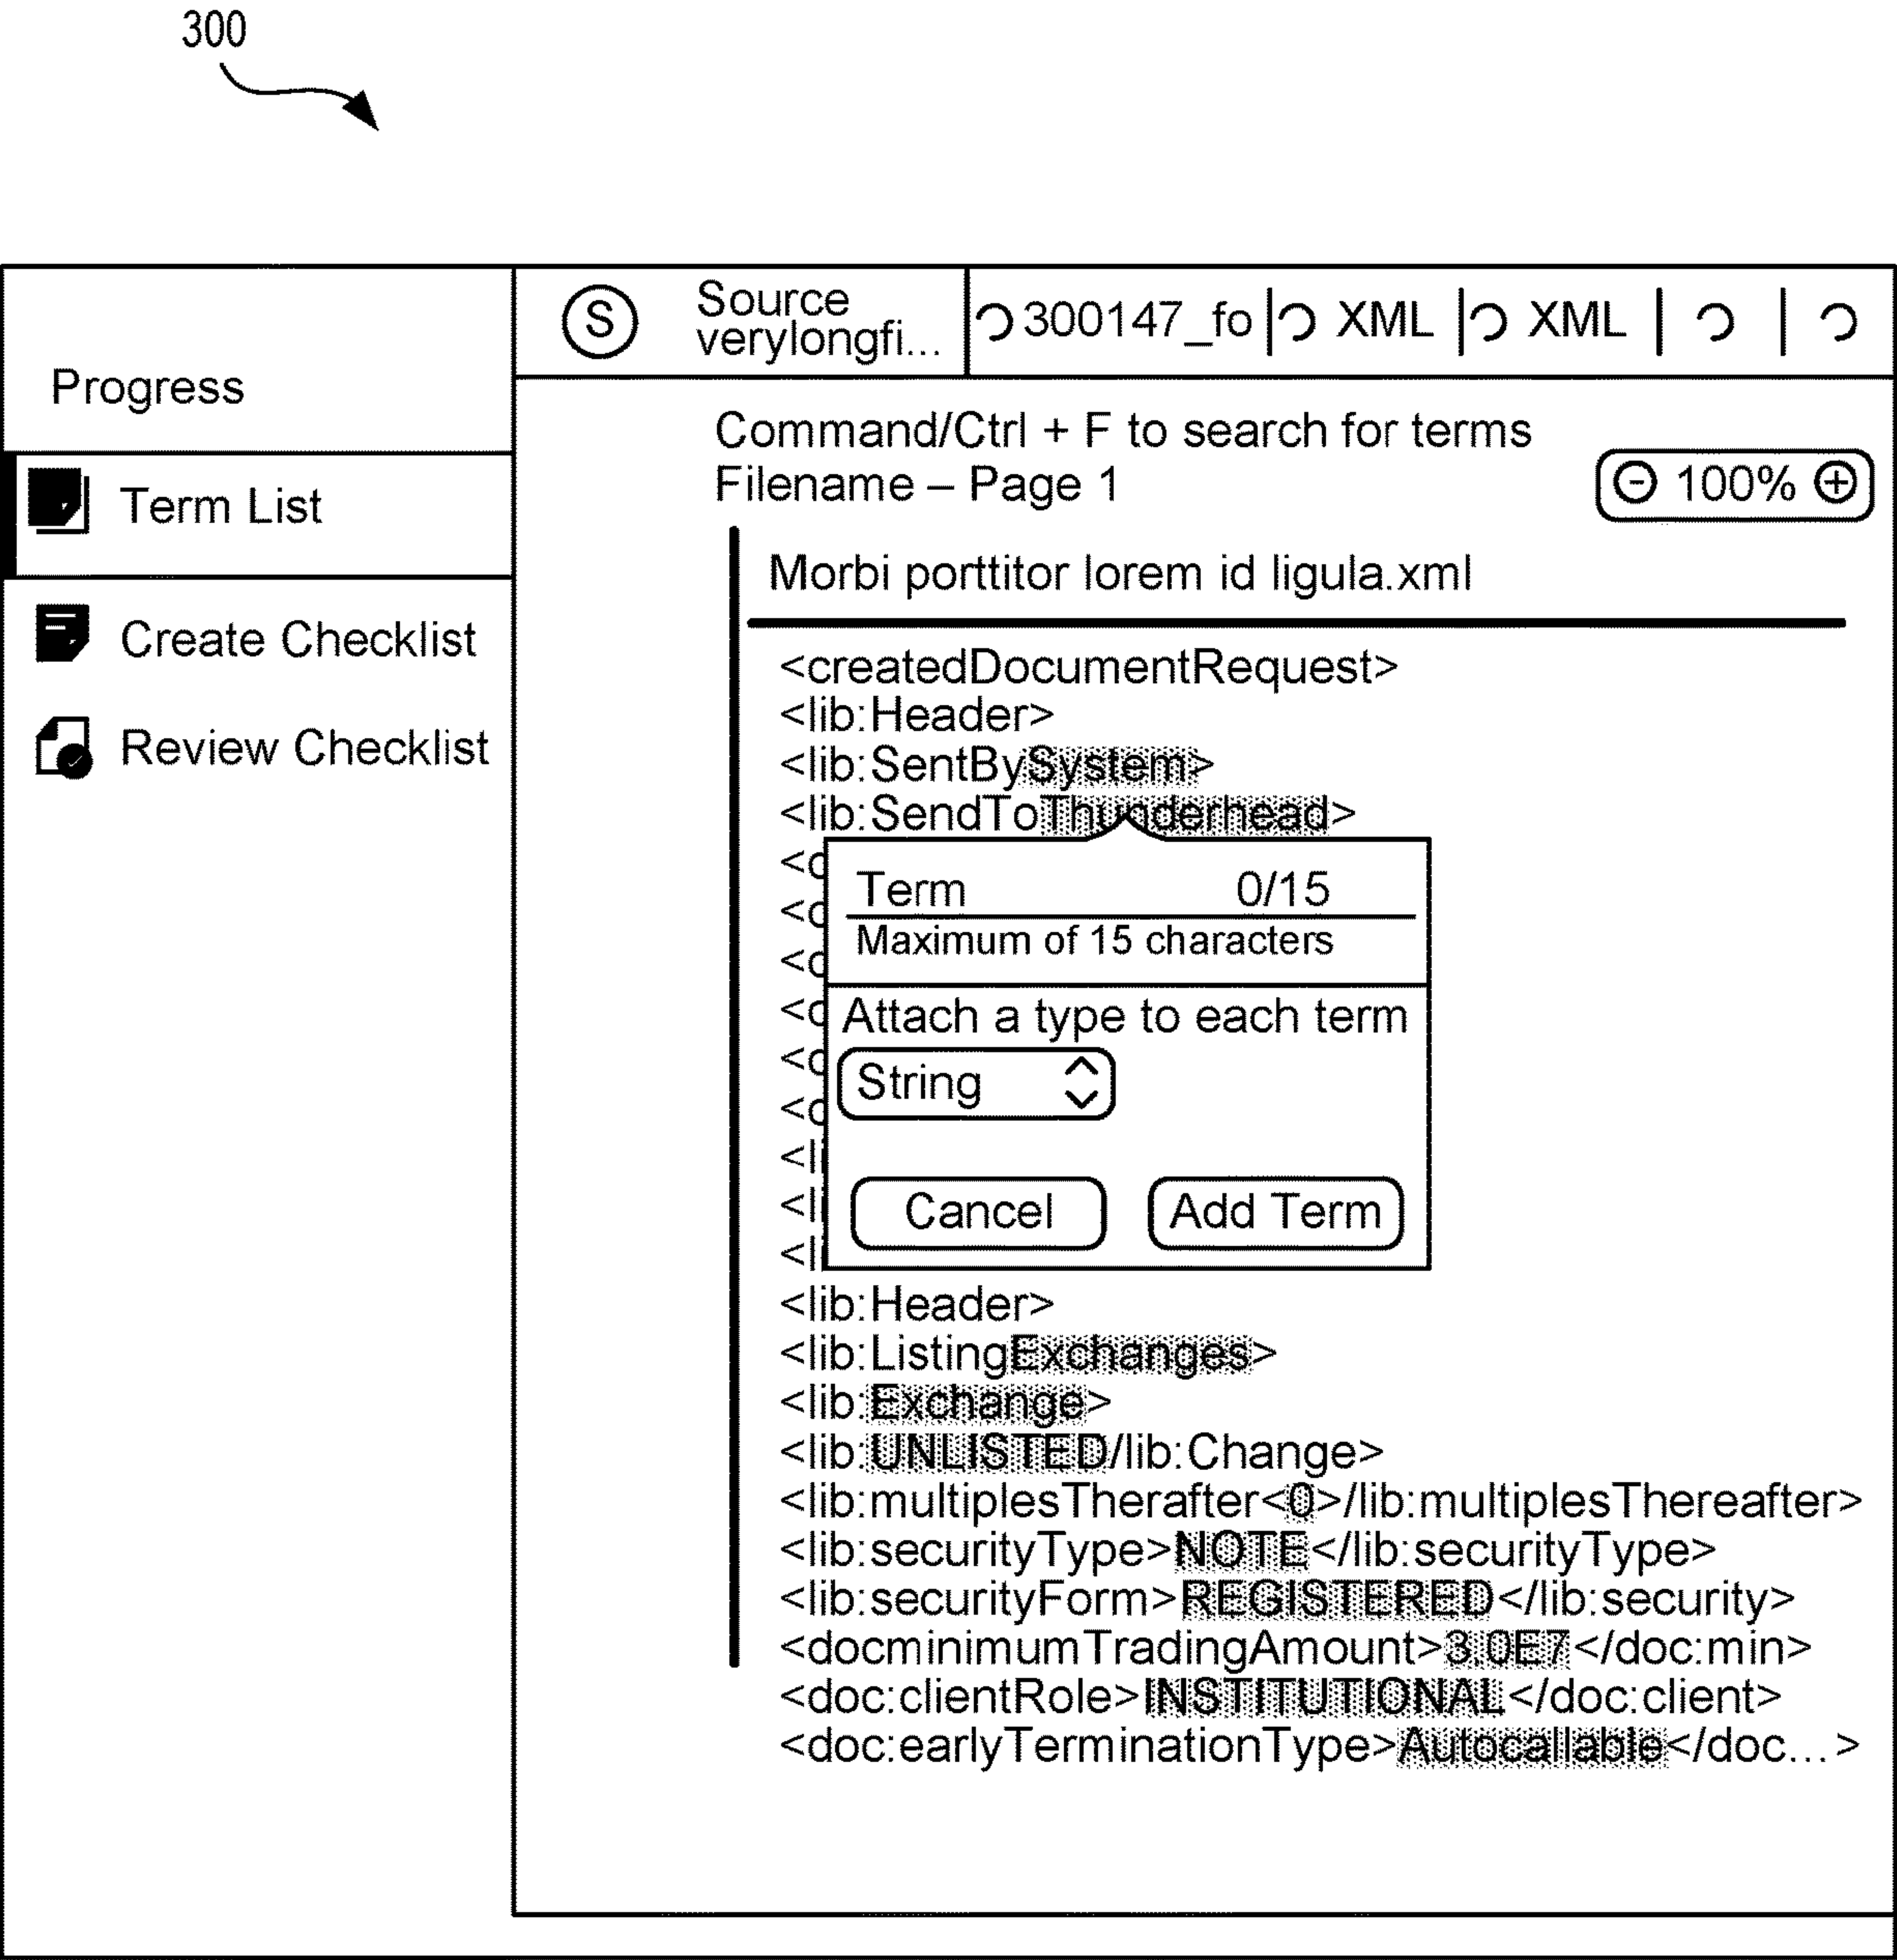 300
Progress
Term List
Create Checklist
Review Checklist
S
Source
verylongfi...
300147_fo
XML
XML
Command/Ctrl + F to search for terms
Filename – Page 1
100%
Morbi porttitor lorem id ligula.xml
<createdDocumentRequest>
<lib:Header>
<lib:SentBySystem>
<lib:SendToThunderhead>
Term 0/15
Maximum of 15 characters
Attach a type to each term
String
Cancel Add Term
<lib:Header>
<lib:ListingExchanges>
<lib:Exchange>
<lib:UNLISTED/lib:Change>
<lib:multiplesTherafter<0>/lib:multiplesThereafter>
<lib:securityType>NOTE</lib:securityType>
<lib:securityForm>REGISTERED</lib:security>
<docminimumTradingAmount>3.0E7</doc:min>
<doc:clientRole>INSTITUTIONAL</doc:client>
<doc:earlyTerminationType>Autocallable</doc...>